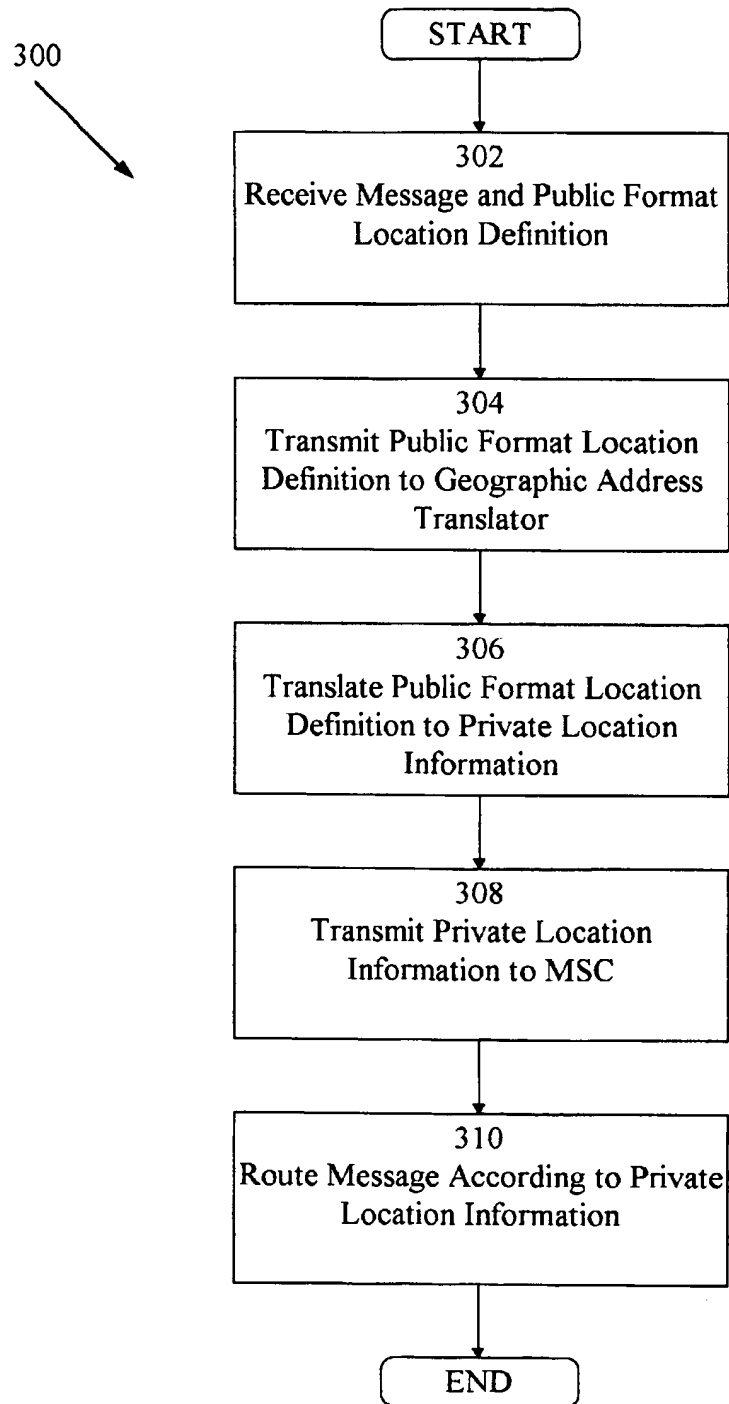 START
300
302
Receive Message and Public Format
Location Definition
304
Transmit Public Format Location
Definition to Geographic Address
Translator
306
Translate Public Format Location
Definition to Private Location
Information
308
Transmit Private Location
Information to MSC
310
Route Message According to Private
Location Information
END